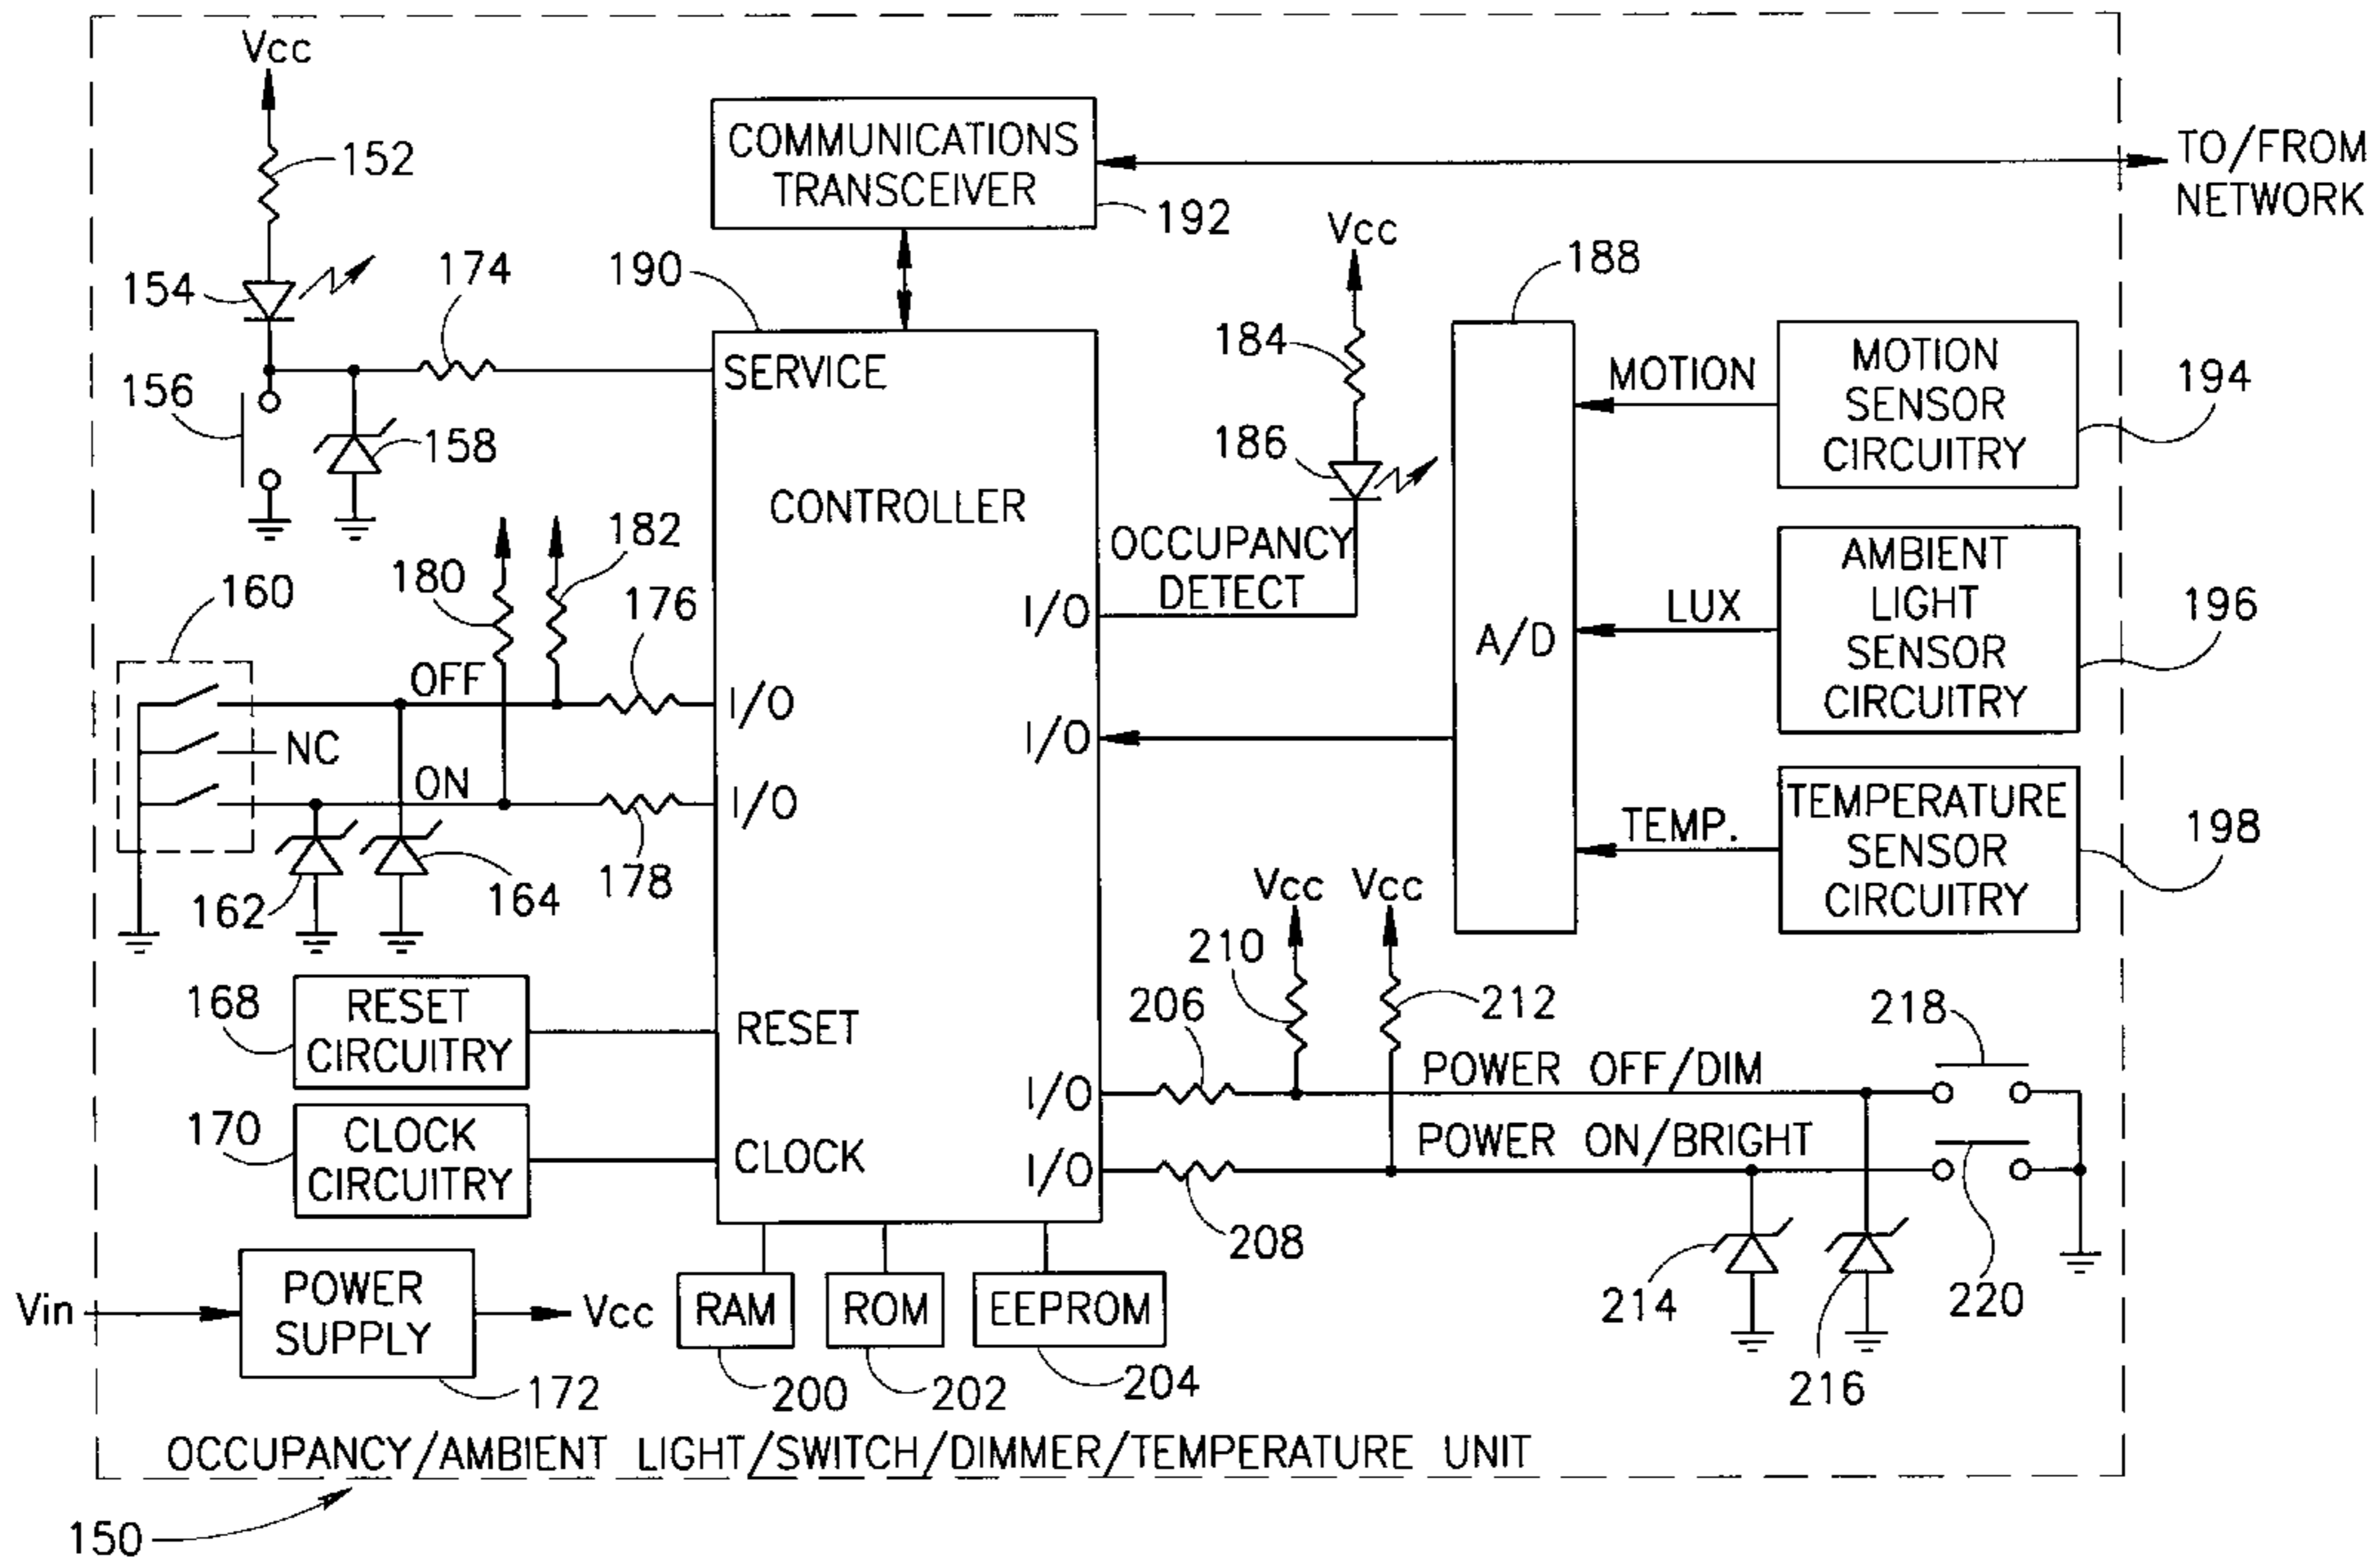 Vcc
152
COMMUNICATIONS
TRANSCEIVER
192
TO/FROM
NETWORK
154
174
190
Vcc
188
184
186
SERVICE
156
158
CONTROLLER
MOTION
MOTION
SENSOR
CIRCUITRY
194
OCCUPANCY
DETECT
I/O
182
180
176
160
A/D
LUX
AMBIENT
LIGHT
SENSOR
CIRCUITRY
196
OFF
I/O
NC
I/O
ON
I/O
162
164
178
TEMP.
TEMPERATURE
SENSOR
CIRCUITRY
198
Vcc
Vcc
210
212
206
218
168
RESET
CIRCUITRY
RESET
I/O
POWER OFF/DIM
170
CLOCK
CIRCUITRY
CLOCK
I/O
POWER ON/BRIGHT
208
214
216
220
Vin
POWER
SUPPLY
Vcc
172
RAM
ROM
EEPROM
200
202
204
OCCUPANCY/AMBIENT LIGHT/SWITCH/DIMMER/TEMPERATURE UNIT
150